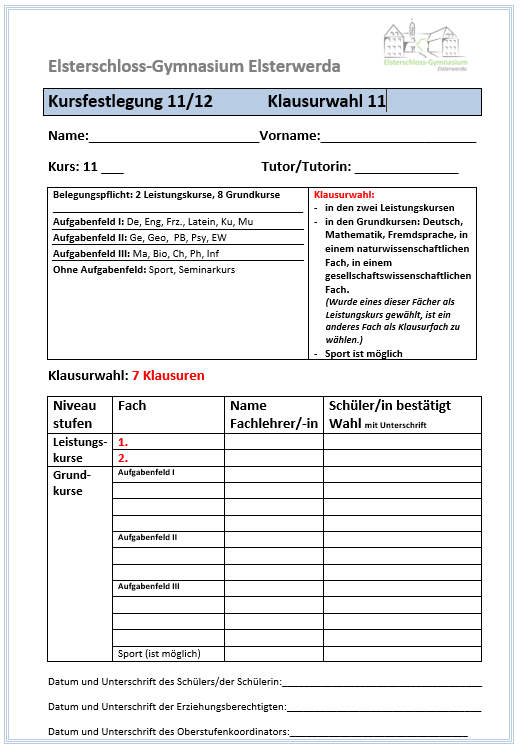 Elsterschloss-Gymnasium
Elsterwerda
Elsterschloss-Gymnasium Elsterwerda
Kursfestlegung 11/12 Klausurwahl 11
Name:______________________Vorname:____________________
Kurs: 11 ___ Tutor/Tutorin: ______________
Belegungspflicht: 2 Leistungskurse, 8 Grundkurse
Aufgabenfeld I: De, Eng, Frz., Latein, Ku, Mu
Aufgabenfeld II: Ge, Geo, PB, Psy, EW
Aufgabenfeld III: Ma, Bio, Ch, Ph, Inf
Ohne Aufgabenfeld: Sport, Seminarkurs
Klausurwahl:
- in den zwei Leistungskursen
- in den Grundkursen: Deutsch,
Mathematik, Fremdsprache, in
einem naturwissenschaftlichen
Fach, in einem
gesellschaftswissenschaftlichen
Fach.
(Wurde eines dieser Fächer als
Leistungskurs gewählt, ist ein
anderes Fach als Klausurfach zu
wählen.)
- Sport ist möglich
Klausurwahl: 7 Klausuren
Niveau
stufen
Fach
Name
Fachlehrer/-in
Schüler/in bestätigt
Wahl mit Unterschrift
Leistungs-
kurse
1.
2.
Grund-
kurse
Aufgabenfeld I
Aufgabenfeld II
Aufgabenfeld III
Sport (ist möglich)
Datum und Unterschrift des Schülers/der Schülerin:__________________________________
Datum und Unterschrift der Erziehungsberechtigten:_________________________________
Datum und Unterschrift des Oberstufenkoordinators:______________________________